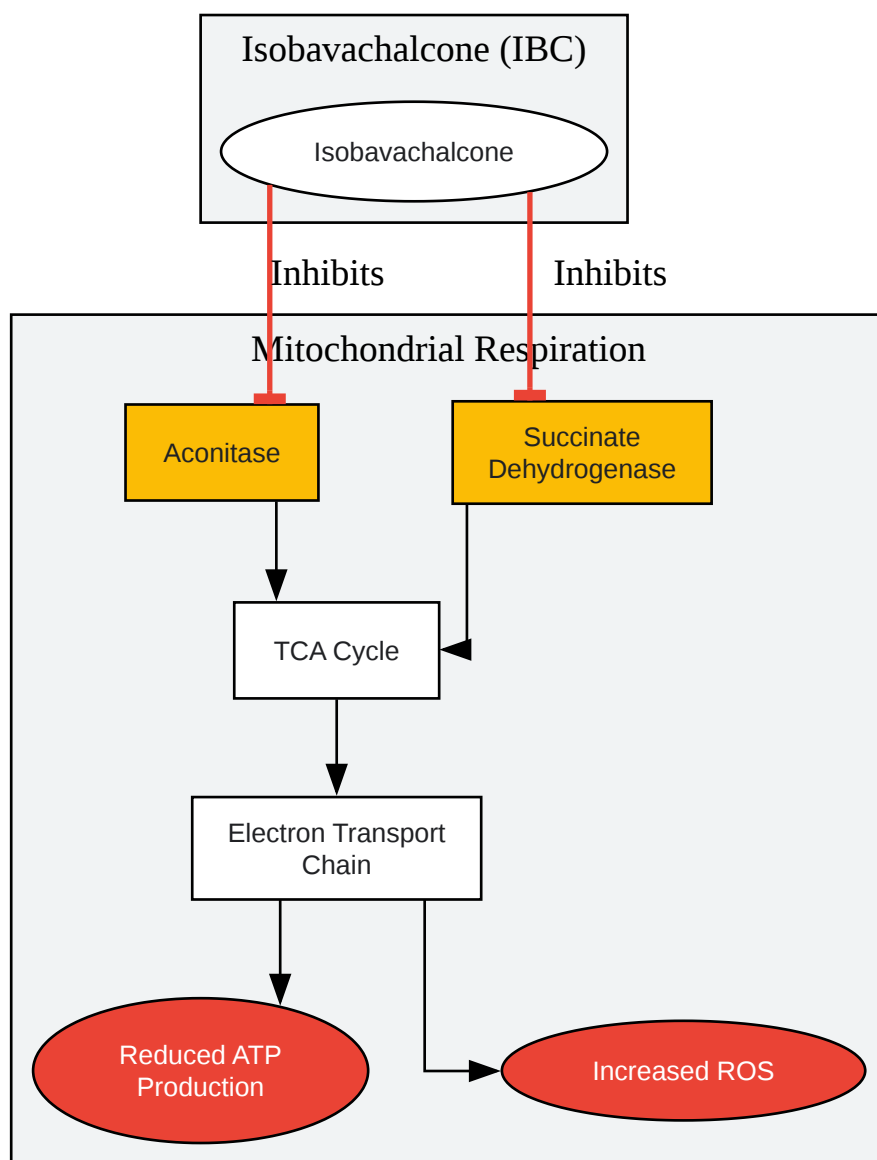 Isobavachalcone (IBC)
Isobavachalcone
Inhibits
Inhibits
Mitochondrial Respiration
Aconitase
Succinate
Dehydrogenase
TCA Cycle
Electron Transport
Chain
Reduced ATP
Production
Increased ROS